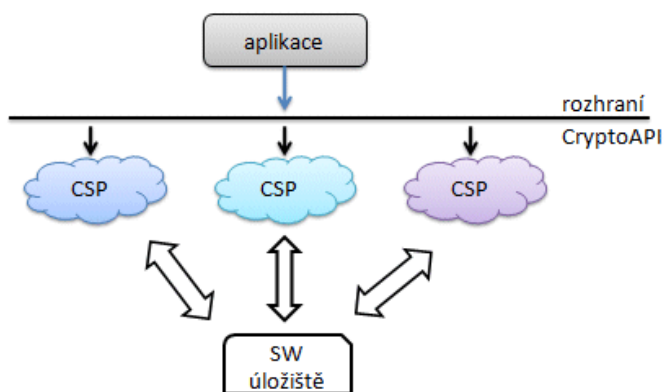 aplikace
rozhraní
CryptoAPI
CSP
CSP
CSP
SW
úložiště